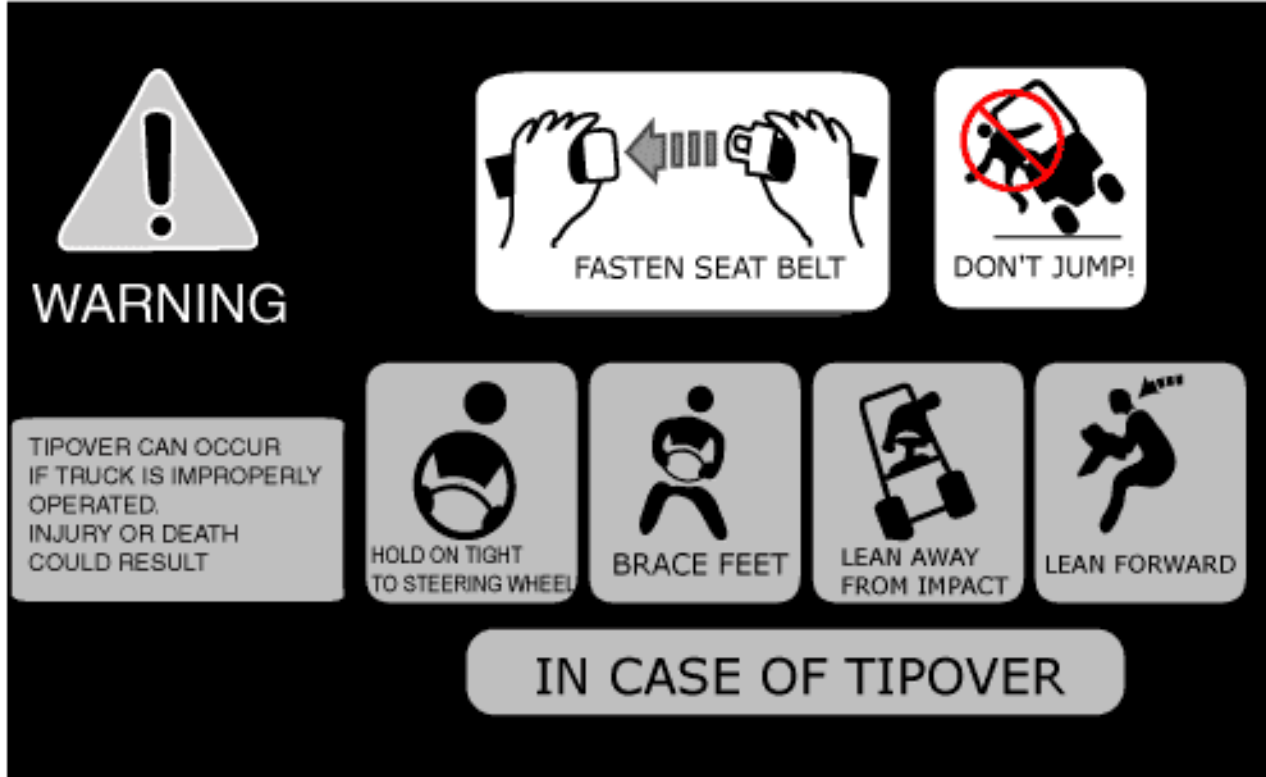 WARNING
FASTEN SEAT BELT
DON'T JUMP!
TIPOVER CAN OCCUR
IF TRUCK IS IMPROPERLY
OPERATED.
INJURY OR DEATH
COULD RESULT
HOLD ON TIGHT
TO STEERING WHEEL
BRACE FEET
LEAN AWAY
FROM IMPACT
LEAN FORWARD
IN CASE OF TIPOVER